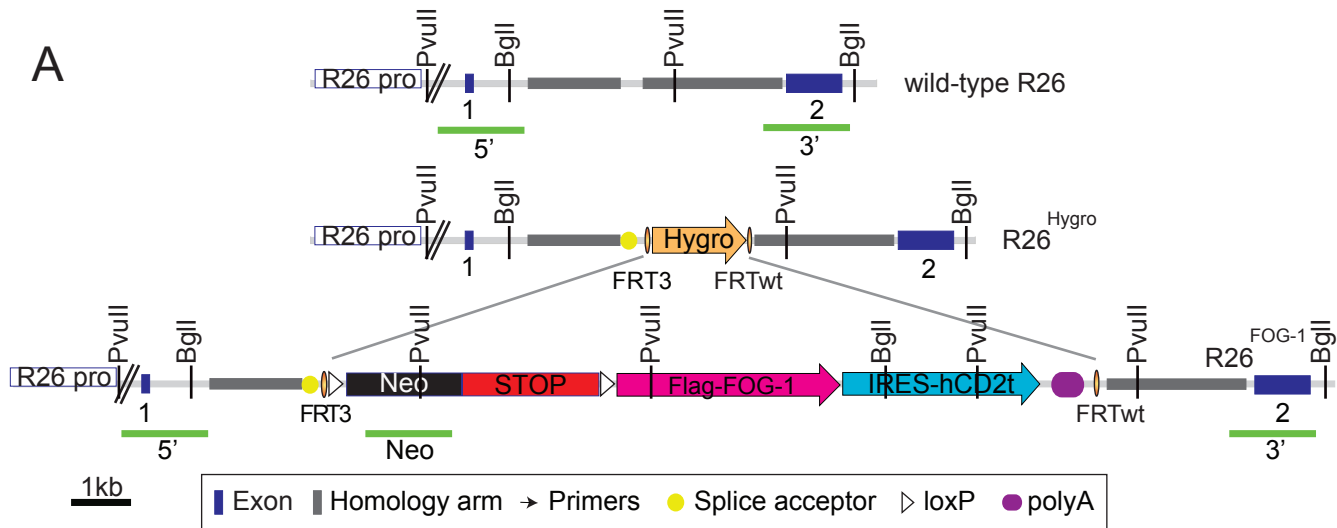 A
PvuII BglI PvuII BglI
R26 pro wild-type R26
1 2
5’ 3’
PvuII BglI PvuII BglI
R26 pro Hygro R26 Hygro
1 2
FRT3 FRTwt
PvuII BglI PvuII PvuII BglI PvuII PvuII R26 FOG-1 BglI
R26 pro Neo STOP Flag-FOG-1 IRES-hCD2t
1 FRT3 FRTwt 2
5’ Neo 3’
1kb
Exon Homology arm Primers Splice acceptor loxP polyA